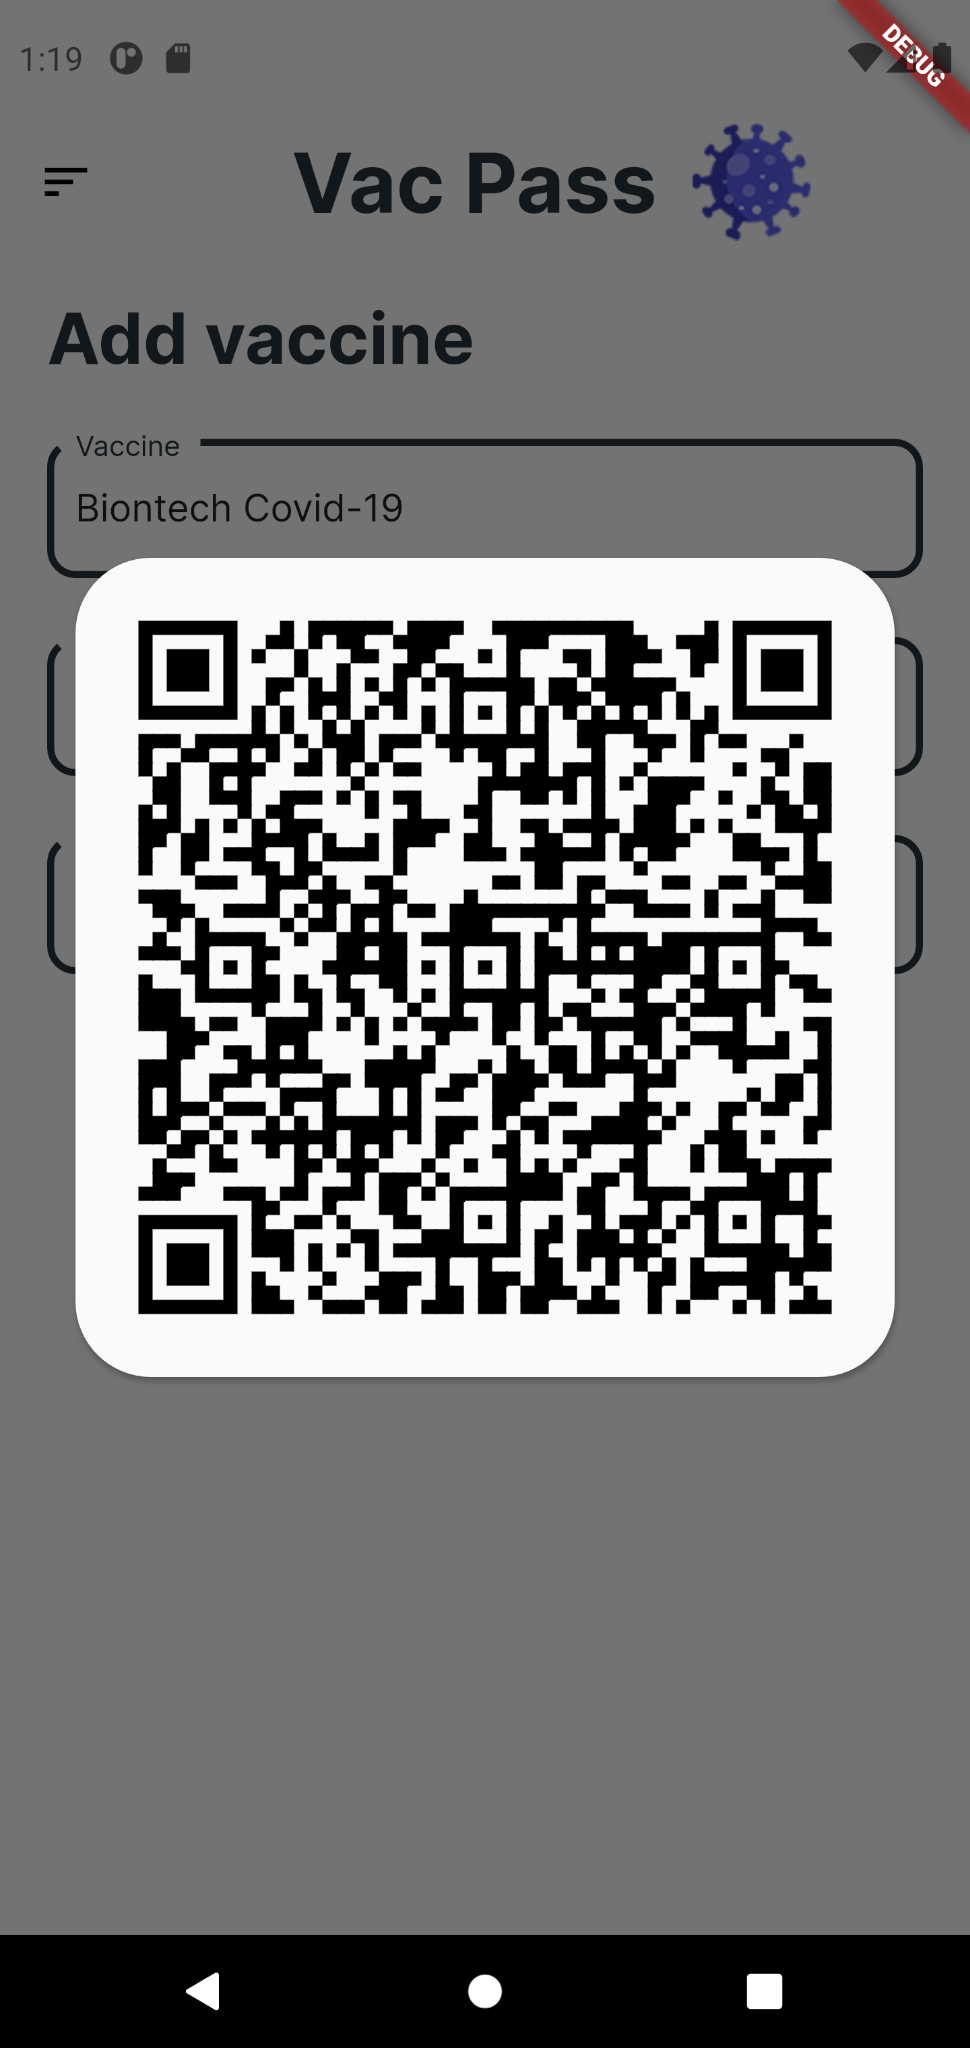 1:19
DEBUG
Vac Pass
Add vaccine
Vaccine
Biontech Covid-19